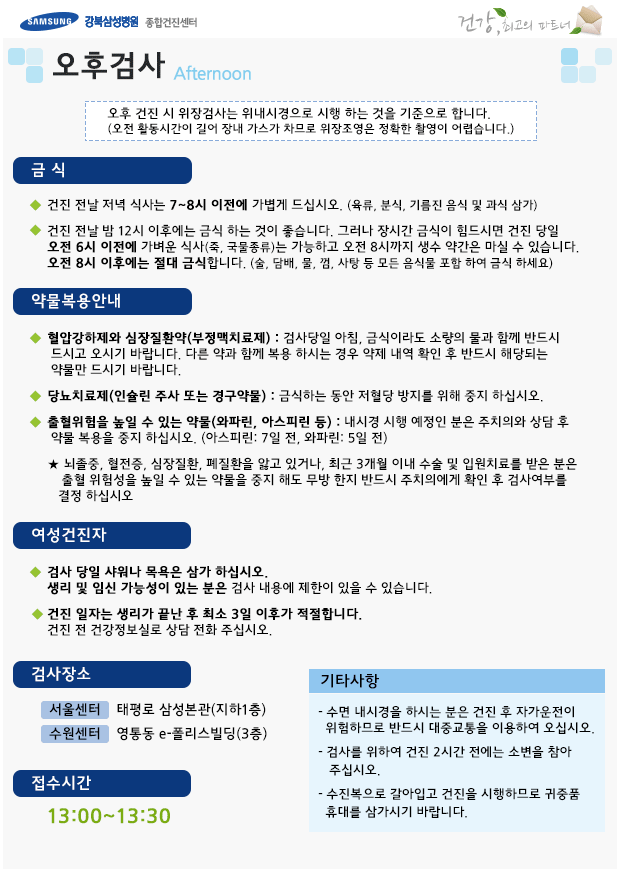 SAMSUNG 강북삼성병원 종합건진센터
건강, 최고의 파트너
오후검사 Afternoon
오후 건진 시 위장검사는 위내시경으로 시행 하는 것을 기준으로 합니다.
(오전 활동시간이 길어 장내 가스가 차므로 위장조영은 정확한 촬영이 어렵습니다.)
금 식
◆ 건진 전날 저녁 식사는 7~8시 이전에 가볍게 드십시오. (육류, 분식, 기름진 음식 및 과식 삼가)
◆ 건진 전날 밤 12시 이후에는 금식 하는 것이 좋습니다. 그러나 장시간 금식이 힘드시면 건진 당일
오전 6시 이전에 가벼운 식사(죽, 국물종류)는 가능하고 오전 8시까지 생수 약간은 마실 수 있습니다.
오전 8시 이후에는 절대 금식합니다. (술, 담배, 물, 껌, 사탕 등 모든 음식물 포함 하여 금식 하세요)
약물복용안내
◆ 혈압강하제와 심장질환약(부정맥치료제) : 검사당일 아침, 금식이라도 소량의 물과 함께 반드시
드시고 오시기 바랍니다. 다른 약과 함께 복용 하시는 경우 약제 내역 확인 후 반드시 해당되는
약물만 드시기 바랍니다.
◆ 당뇨치료제(인슐린 주사 또는 경구약물) : 금식하는 동안 저혈당 방지를 위해 중지 하십시오.
◆ 출혈위험을 높일 수 있는 약물(와파린, 아스피린 등) : 내시경 시행 예정인 분은 주치의와 상담 후
약물 복용을 중지 하십시오. (아스피린: 7일 전, 와파린: 5일 전)
★ 뇌졸중, 혈전증, 심장질환, 폐질환을 앓고 있거나, 최근 3개월 이내 수술 및 입원치료를 받은 분은
출혈 위험성을 높일 수 있는 약물을 중지 해도 무방 한지 반드시 주치의에게 확인 후 검사여부를
결정 하십시오
여성건진자
◆ 검사 당일 샤워나 목욕은 삼가 하십시오.
생리 및 임신 가능성이 있는 분은 검사 내용에 제한이 있을 수 있습니다.
◆ 건진 일자는 생리가 끝난 후 최소 3일 이후가 적절합니다.
건진 전 건강정보실로 상담 전화 주십시오.
검사장소
서울센터 태평로 삼성본관(지하1층)
수원센터 영통동 e-폴리스빌딩(3층)
접수시간
13:00~13:30
기타사항
- 수면 내시경을 하시는 분은 건진 후 자가운전이
위험하므로 반드시 대중교통을 이용하여 오십시오.
- 검사를 위하여 건진 2시간 전에는 소변을 참아
주십시오.
- 수진복으로 갈아입고 건진을 시행하므로 귀중품
휴대를 삼가시기 바랍니다.